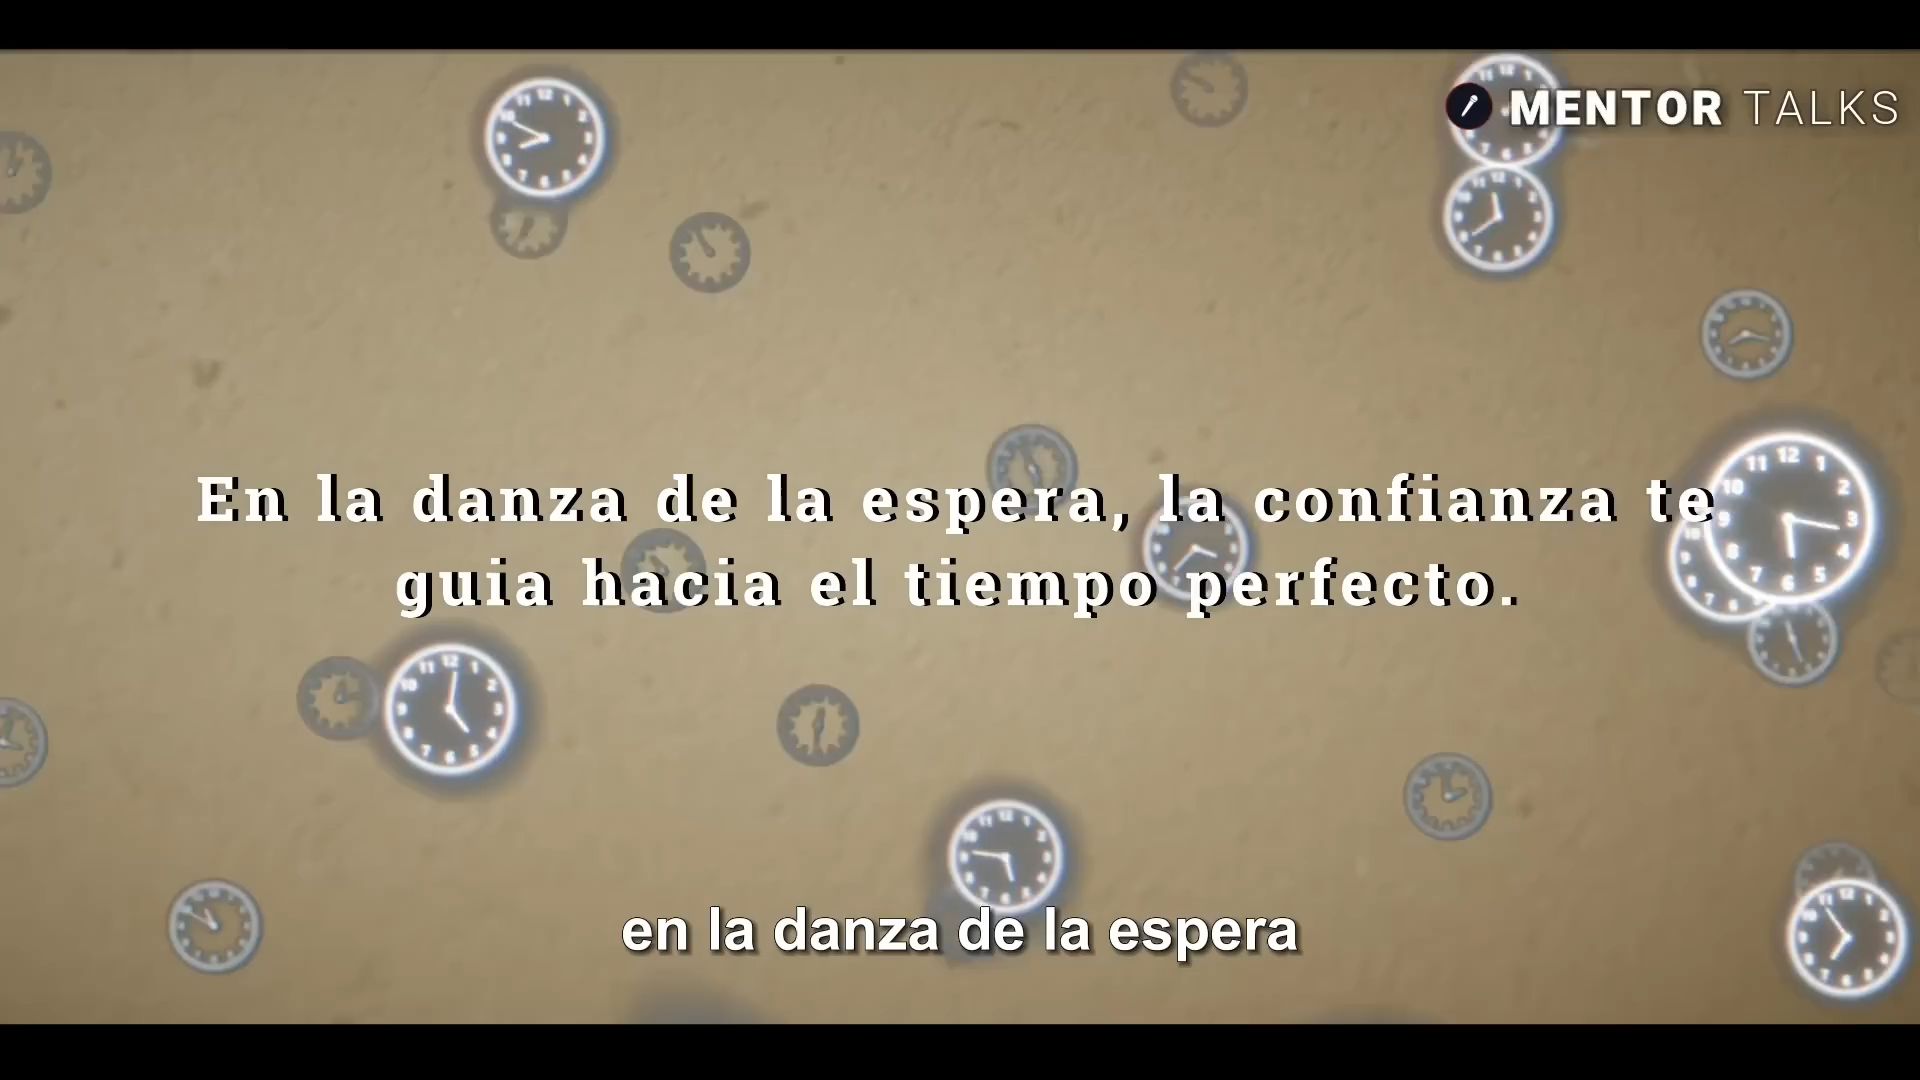 MENTOR TALKS
En la danza de la espera, la confianza te
guia hacia el tiempo perfecto.
en la danza de la espera